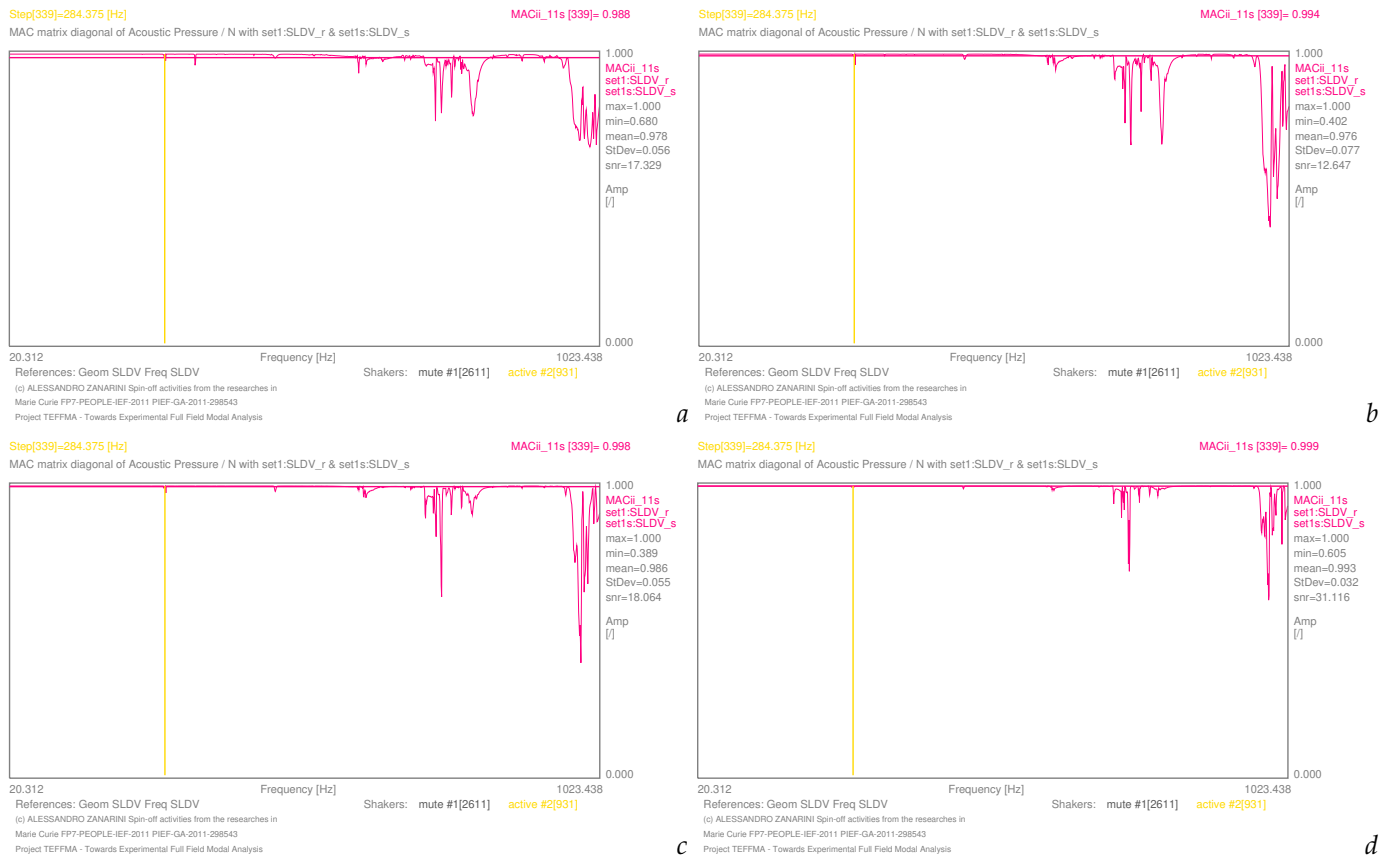 Step[339]=284.375 [Hz]
MACii_11s [339]= 0.988
MAC matrix diagonal of Acoustic Pressure / N with set1:SLDV_r & set1s:SLDV_s
1.000
MACii_11s
set1:SLDV_r
set1s:SLDV_s
max=1.000
min=0.680
mean=0.978
StDev=0.056
snr=17.329
Amp
[/]
0.000
20.312
Frequency [Hz]
1023.438
References: Geom SLDV Freq SLDV
Shakers: mute #1[2611] active #2[931]
(c) ALESSANDRO ZANARINI Spin-off activities from the researches in
Marie Curie FP7-PEOPLE-IEF-2011 PIEF-GA-2011-298543
Project TEFFMA - Towards Experimental Full Field Modal Analysis
a
Step[339]=284.375 [Hz]
MACii_11s [339]= 0.994
MAC matrix diagonal of Acoustic Pressure / N with set1:SLDV_r & set1s:SLDV_s
1.000
MACii_11s
set1:SLDV_r
set1s:SLDV_s
max=1.000
min=0.402
mean=0.976
StDev=0.077
snr=12.647
Amp
[/]
0.000
20.312
Frequency [Hz]
1023.438
References: Geom SLDV Freq SLDV
Shakers: mute #1[2611] active #2[931]
(c) ALESSANDRO ZANARINI Spin-off activities from the researches in
Marie Curie FP7-PEOPLE-IEF-2011 PIEF-GA-2011-298543
Project TEFFMA - Towards Experimental Full Field Modal Analysis
b
Step[339]=284.375 [Hz]
MACii_11s [339]= 0.998
MAC matrix diagonal of Acoustic Pressure / N with set1:SLDV_r & set1s:SLDV_s
1.000
MACii_11s
set1:SLDV_r
set1s:SLDV_s
max=1.000
min=0.389
mean=0.986
StDev=0.055
snr=18.064
Amp
[/]
0.000
20.312
Frequency [Hz]
1023.438
References: Geom SLDV Freq SLDV
Shakers: mute #1[2611] active #2[931]
(c) ALESSANDRO ZANARINI Spin-off activities from the researches in
Marie Curie FP7-PEOPLE-IEF-2011 PIEF-GA-2011-298543
Project TEFFMA - Towards Experimental Full Field Modal Analysis
c
Step[339]=284.375 [Hz]
MACii_11s [339]= 0.999
MAC matrix diagonal of Acoustic Pressure / N with set1:SLDV_r & set1s:SLDV_s
1.000
MACii_11s
set1:SLDV_r
set1s:SLDV_s
max=1.000
min=0.605
mean=0.993
StDev=0.032
snr=31.116
Amp
[/]
0.000
20.312
Frequency [Hz]
1023.438
References: Geom SLDV Freq SLDV
Shakers: mute #1[2611] active #2[931]
(c) ALESSANDRO ZANARINI Spin-off activities from the researches in
Marie Curie FP7-PEOPLE-IEF-2011 PIEF-GA-2011-298543
Project TEFFMA - Towards Experimental Full Field Modal Analysis
d